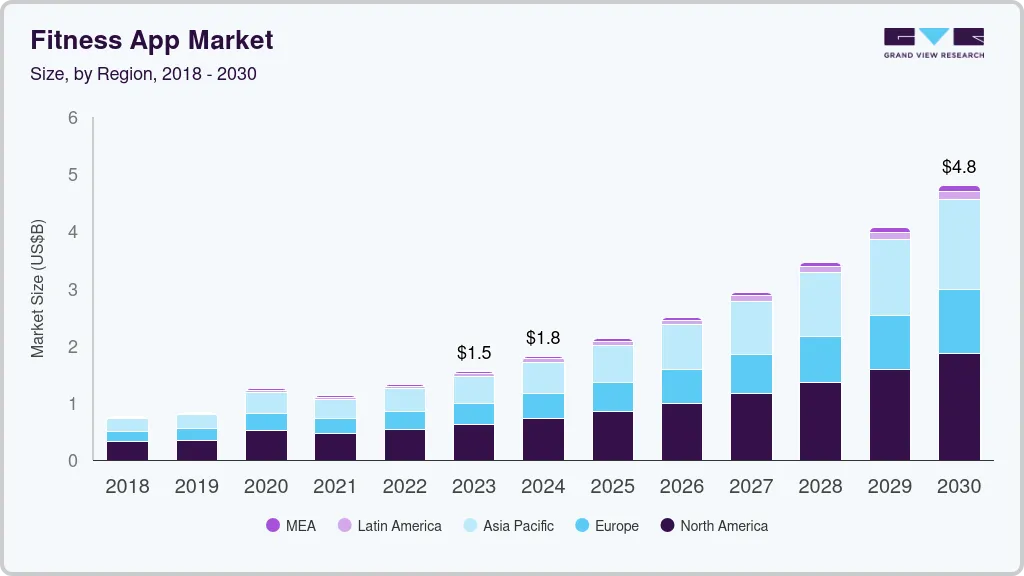 Fitness App Market
Size, by Region, 2018 - 2030
GRAND VIEW RESEARCH
Market Size (US$B)
6
5
4
3
2
1
0
$1.5
$1.8
$4.8
2018 2019 2020 2021 2022 2023 2024 2025 2026 2027 2028 2029 2030
MEA Latin America Asia Pacific Europe North America